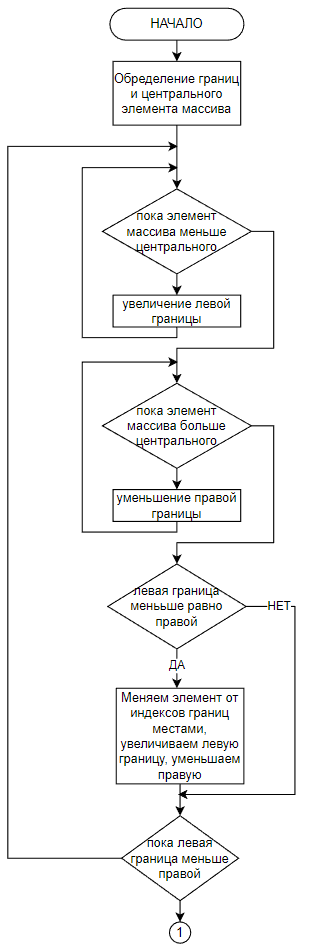 НАЧАЛО
Обределение границ
и центрального
элемента массива
пока элемент
массива меньше
центрального
увеличение левой
границы
пока элемент
массива больше
центрального
уменьшение правой
границы
левая граница
меньше равно
правой
НЕТ
ДА
Меняем элемент от
индексов границ
местами,
увеличиваем левую
границу, уменьшаем
правую
пока левая
граница меньше
правой
1